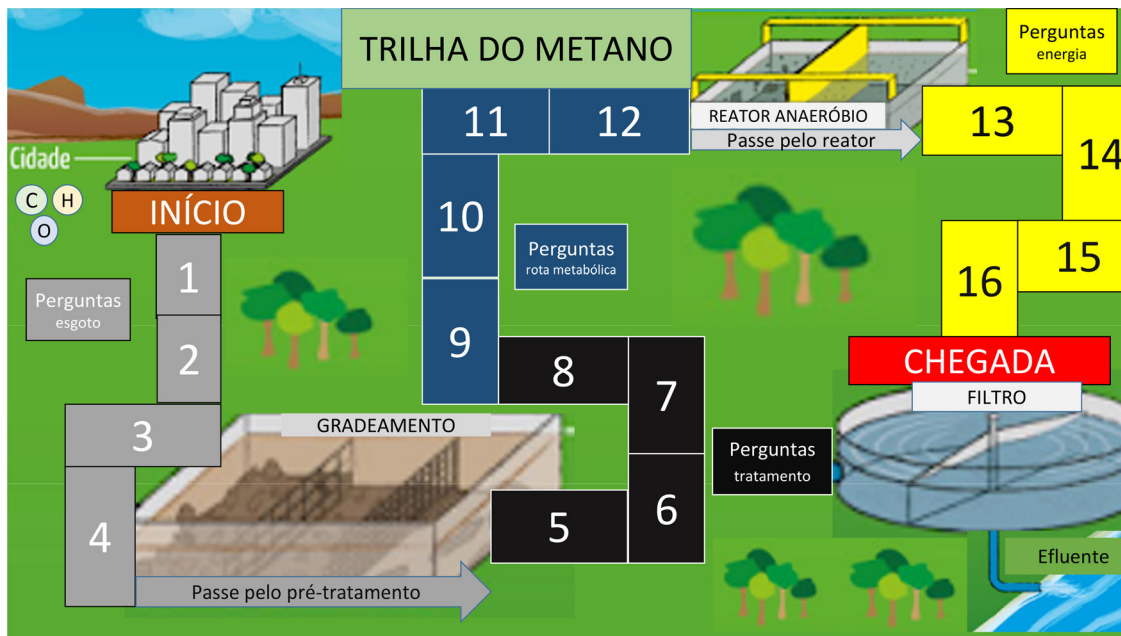 TRILHA DO METANO
Perguntas
energia
11
12
REATOR ANAERÓBIO
Passe pelo reator
13
14
Cidade
C
H
O
INÍCIO
10
Perguntas
rota metabólica
15
16
1
Perguntas
esgoto
2
9
8
7
CHEGADA
FILTRO
3
GRADEAMENTO
Perguntas
tratamento
4
5
6
Efluente
Passe pelo pré-tratamento